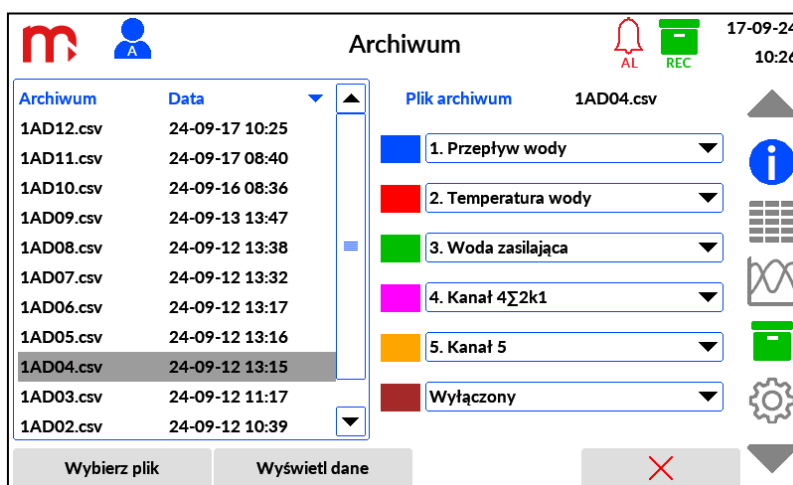 A
Archiwum
AL
REC
17-09-24
10:26
Archiwum Data
1AD12.csv 24-09-17 10:25
1AD11.csv 24-09-17 08:40
1AD10.csv 24-09-16 08:36
1AD09.csv 24-09-13 13:47
1AD08.csv 24-09-12 13:38
1AD07.csv 24-09-12 13:32
1AD06.csv 24-09-12 13:17
1AD05.csv 24-09-12 13:16
1AD04.csv 24-09-12 13:15
1AD03.csv 24-09-12 11:17
1AD02.csv 24-09-12 10:39
Plik archiwum 1AD04.csv
1. Przepływ wody
2. Temperatura wody
3. Woda zasilająca
4. Kanał 4∑2k1
5. Kanał 5
Wyłączony
Wybierz plik
Wyświetl dane